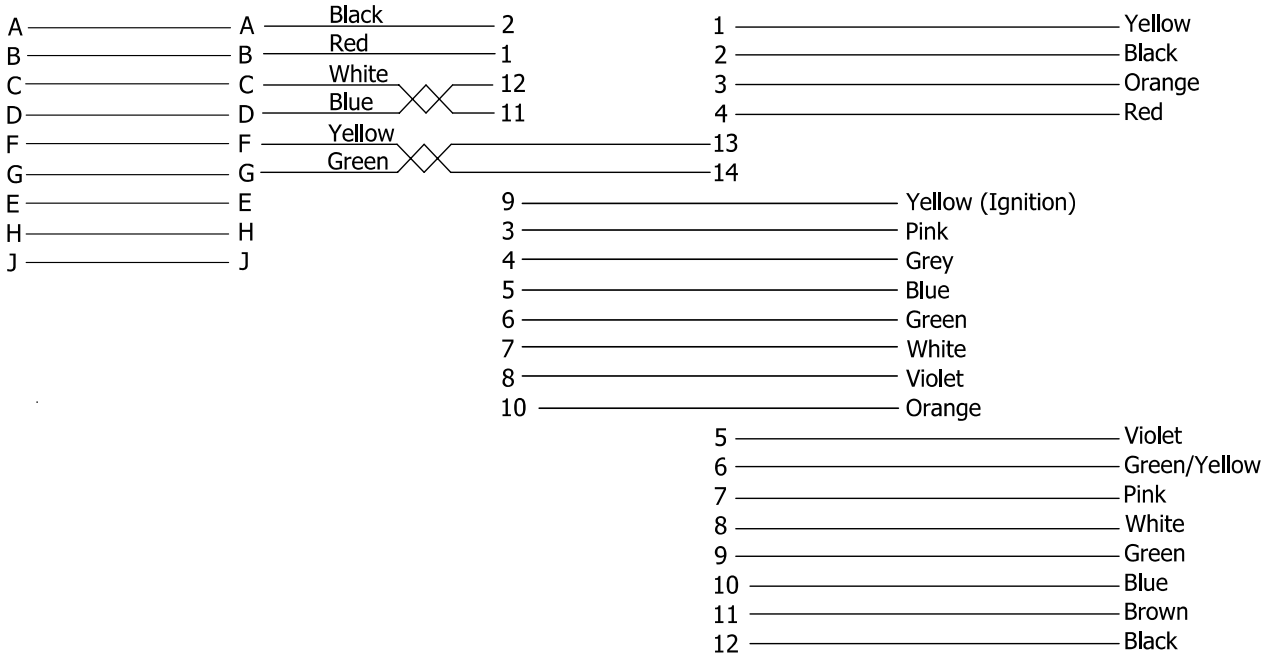 A A Black 2 1 Yellow
B B Red 1 2 Black
C C White 12 3 Orange
D D Blue 11 4 Red
F F Yellow 13
G G Green 14
E E 9 Yellow (Ignition)
H H 3 Pink
J J 4 Grey
5 Blue
6 Green
7 White
8 Violet
10 Orange
5 Violet
6 Green/Yellow
7 Pink
8 White
9 Green
10 Blue
11 Brown
12 Black